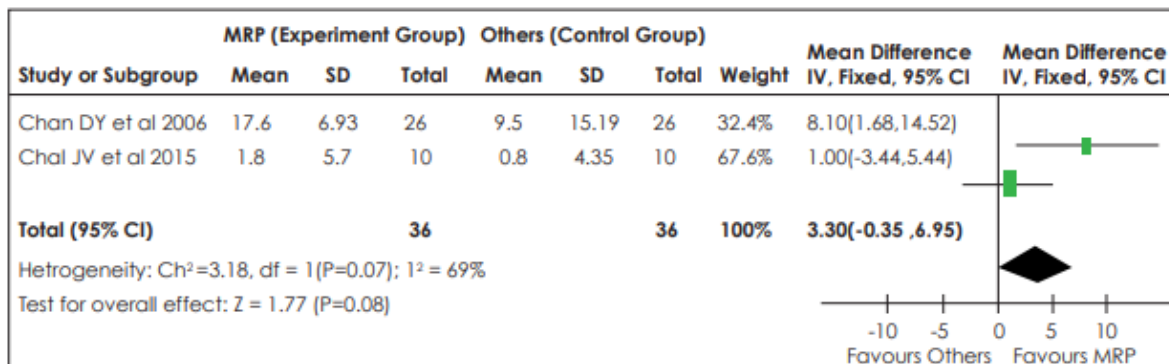 MRP (Experiment Group) Others (Control Group) Mean Difference Mean Difference
Study or Subgroup Mean SD Total Mean SD Total Weight IV, Fixed, 95% CI IV, Fixed, 95% CI
Chan DY et al 2006 17.6 6.93 26 9.5 15.19 26 32.4% 8.10(1.68,14.52)
Chal JV et al 2015 1.8 5.7 10 0.8 4.35 10 67.6% 1.00(-3.44,5.44)
Total (95% CI) 36 36 100% 3.30(-0.35 ,6.95)
Hetrogeneity: Ch²=3.18, df = 1(P=0.07); 1² = 69%
Test for overall effect: Z = 1.77 (P=0.08)
-10 -5 0 5 10
Favours Others Favours MRP